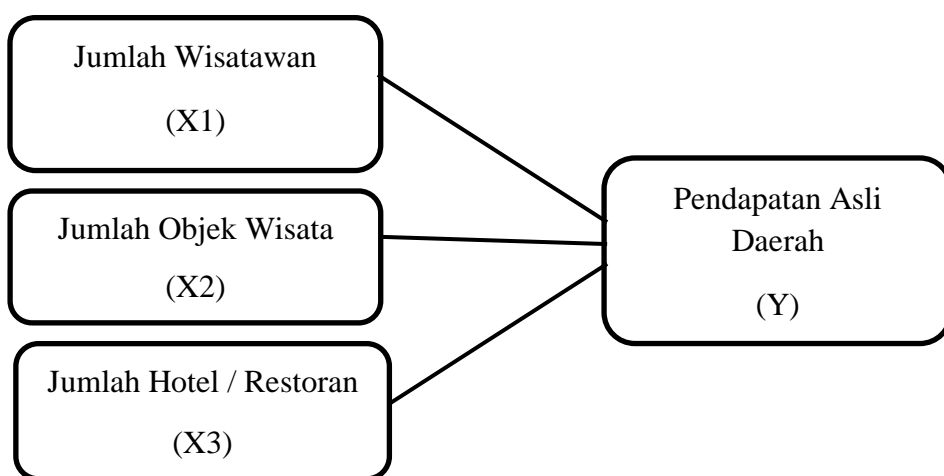 Jumlah Wisatawan
(X1)
Jumlah Objek Wisata
(X2)
Jumlah Hotel / Restoran
(X3)
Pendapatan Asli
Daerah
(Y)